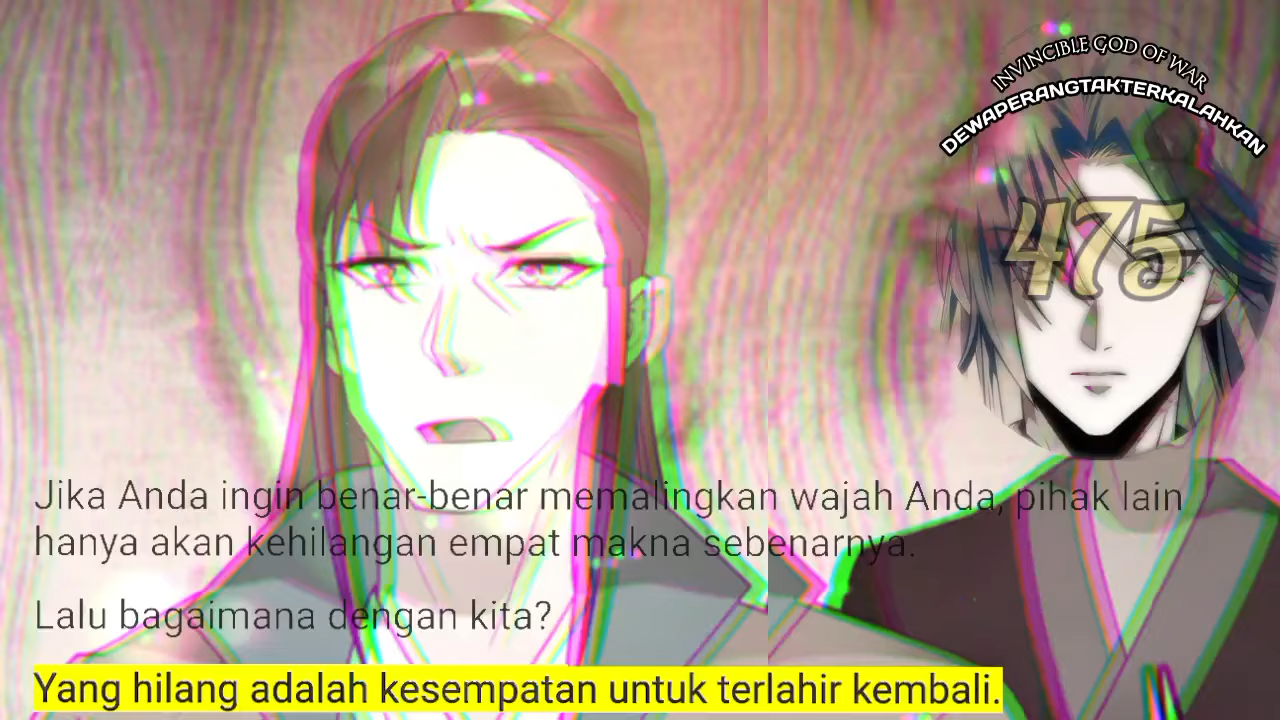 INVINCIBLE GOD OF WAR
DEWAPERANGTAKTERKALAHKAN
475
Jika Anda ingin benar-benar memalingkan wajah Anda, pihak lain
hanya akan kehilangan empat makna sebenarnya.
Lalu bagaimana dengan kita?
Yang hilang adalah kesempatan untuk terlahir kembali.